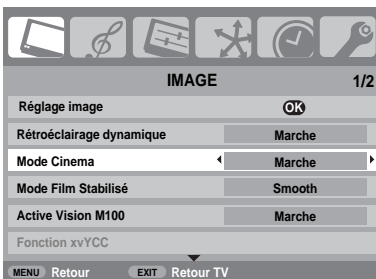 IMAGE 1/2
Réglage image OK
Rétroéclairage dynamique Marche
Mode Cinema Marche
Mode Film Stabilisé Smooth
Active Vision M100 Marche
Fonction xvYCC
MENU Retour EXIT Retour TV